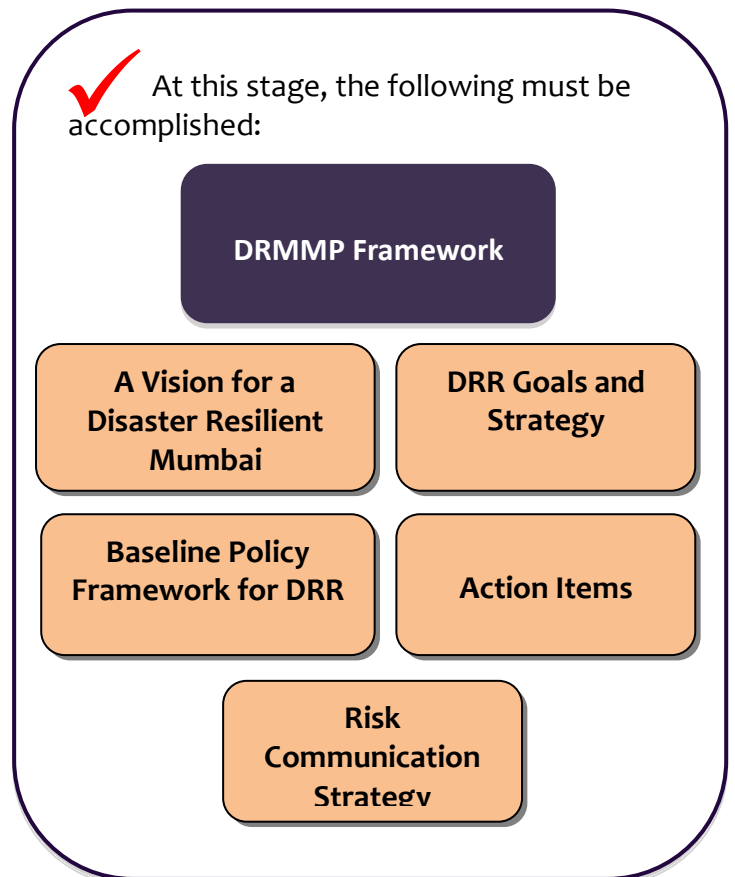 At this stage, the following must be
accomplished:
DRMMP Framework
A Vision for a
Disaster Resilient
Mumbai
DRR Goals and
Strategy
Baseline Policy
Framework for DRR
Action Items
Risk
Communication
Strategy